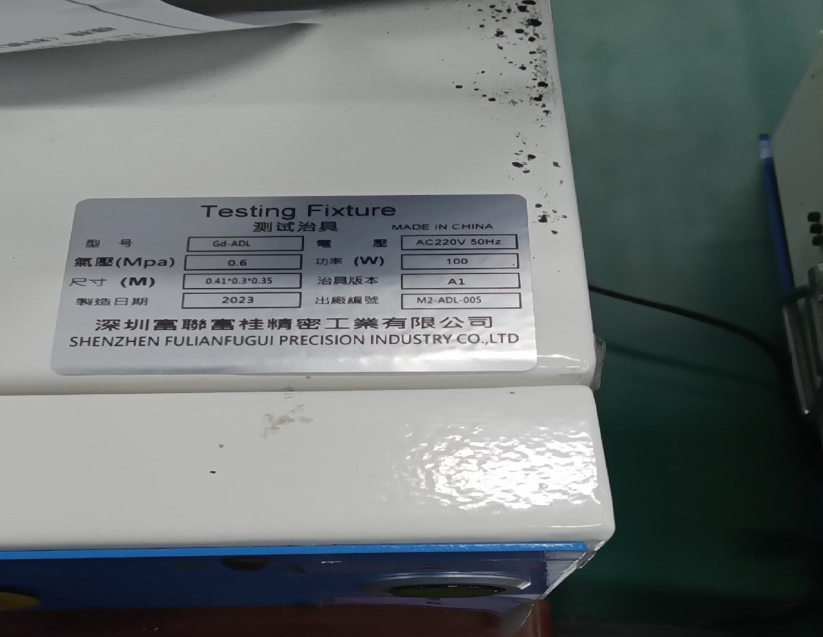 Testing Fixture
测试治具 MADE IN CHINA
型 号 Gd-ADL 電 壓 AC220V 50Hz
氣壓(Mpa) 0.6 功率 (W) 100
尺寸 (M) 0.41*0.3*0.35 治具版本 A1
製造日期 2023 出廠編號 M2-ADL-005
深圳富聯富桂精密工業有限公司
SHENZHEN FULIANFUGUI PRECISION INDUSTRY CO.,LTD